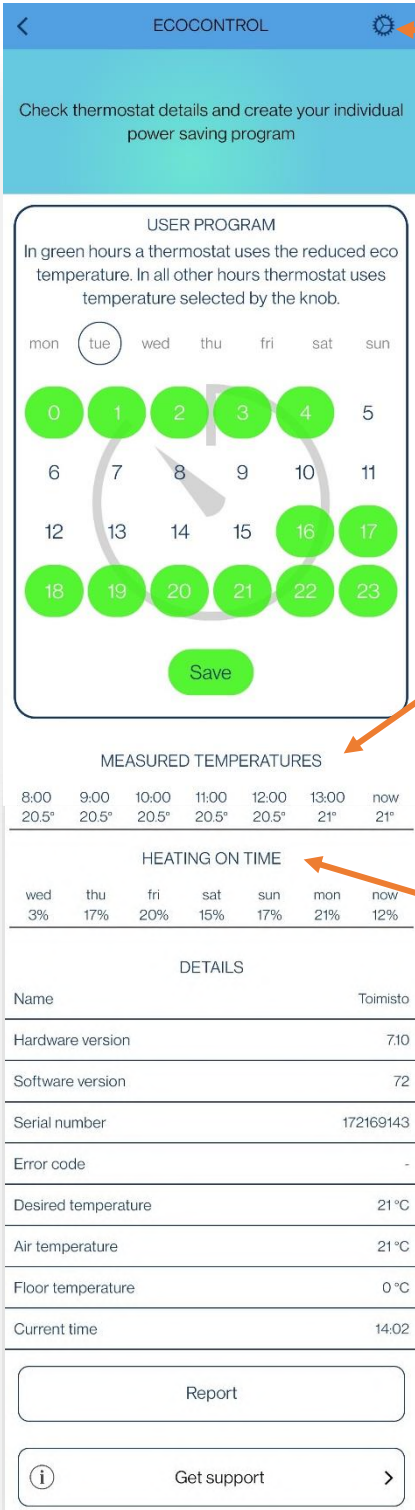 ECOCONTROL
Check thermostat details and create your individual
power saving program
USER PROGRAM
In green hours a thermostat uses the reduced eco
temperature. In all other hours thermostat uses
temperature selected by the knob.
mon tue wed thu fri sat sun
0 1 2 3 4 5
6 7 8 9 10 11
12 13 14 15 16 17
18 19 20 21 22 23
Save
MEASURED TEMPERATURES
8:00 9:00 10:00 11:00 12:00 13:00 now
20.5° 20.5° 20.5° 20.5° 20.5° 21° 21°
HEATING ON TIME
wed thu fri sat sun mon now
3% 17% 20% 15% 17% 21% 12%
DETAILS
Name Toimisto
Hardware version 7.10
Software version 72
Serial number 172169143
Error code -
Desired temperature 21 °C
Air temperature 21 °C
Floor temperature 0 °C
Current time 14:02
Report
i Get support